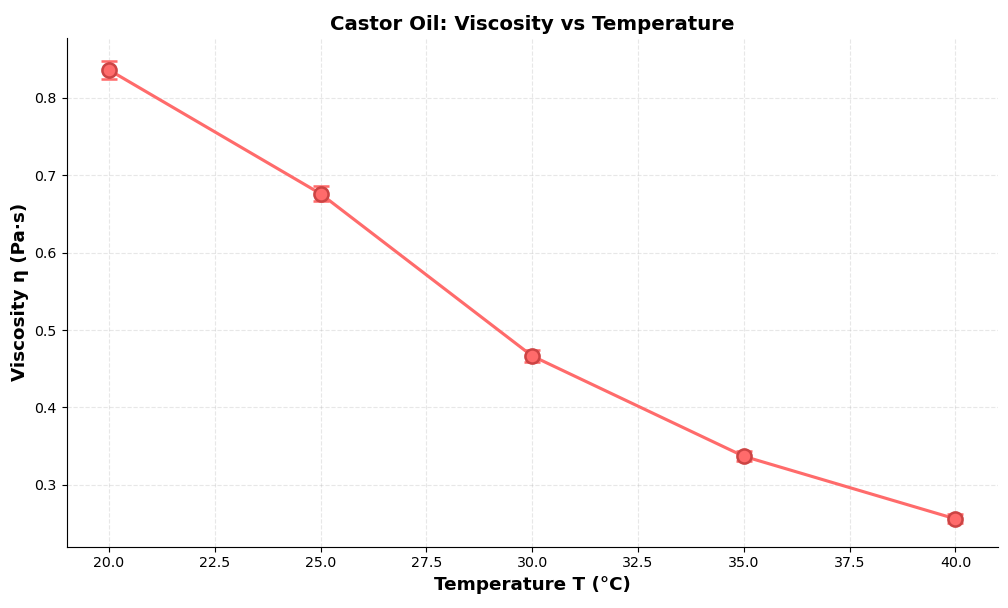 Castor Oil: Viscosity vs Temperature
Viscosity η (Pa·s)
0.8
0.7
0.6
0.5
0.4
0.3
20.0 22.5 25.0 27.5 30.0 32.5 35.0 37.5 40.0
Temperature T (°C)